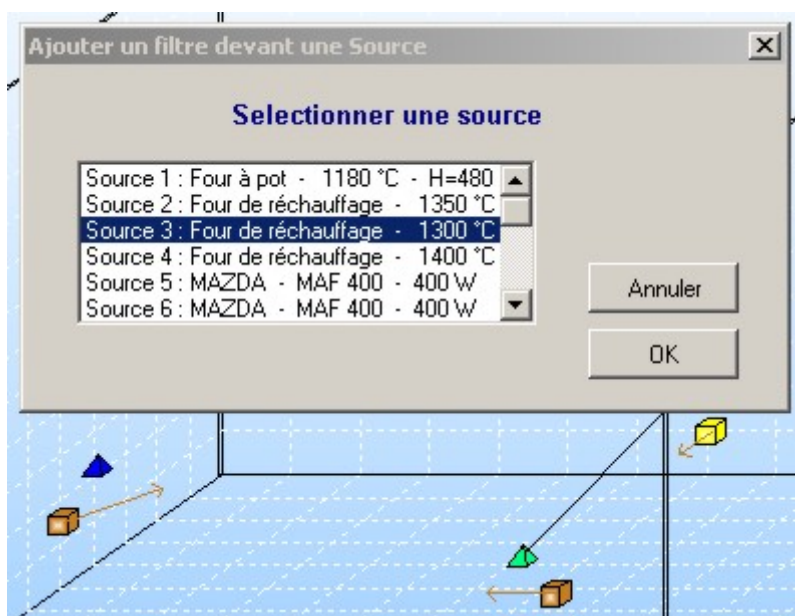 Ajouter un filtre devant une Source
Selectionner une source
Source 1 : Four à pot - 1180 °C - H=480
Source 2 : Four de réchauffage - 1350 °C
Source 3 : Four de réchauffage - 1300 °C
Source 4 : Four de réchauffage - 1400 °C
Source 5 : MAZDA - MAF 400 - 400 W
Source 6 : MAZDA - MAF 400 - 400 W
Annuler
OK